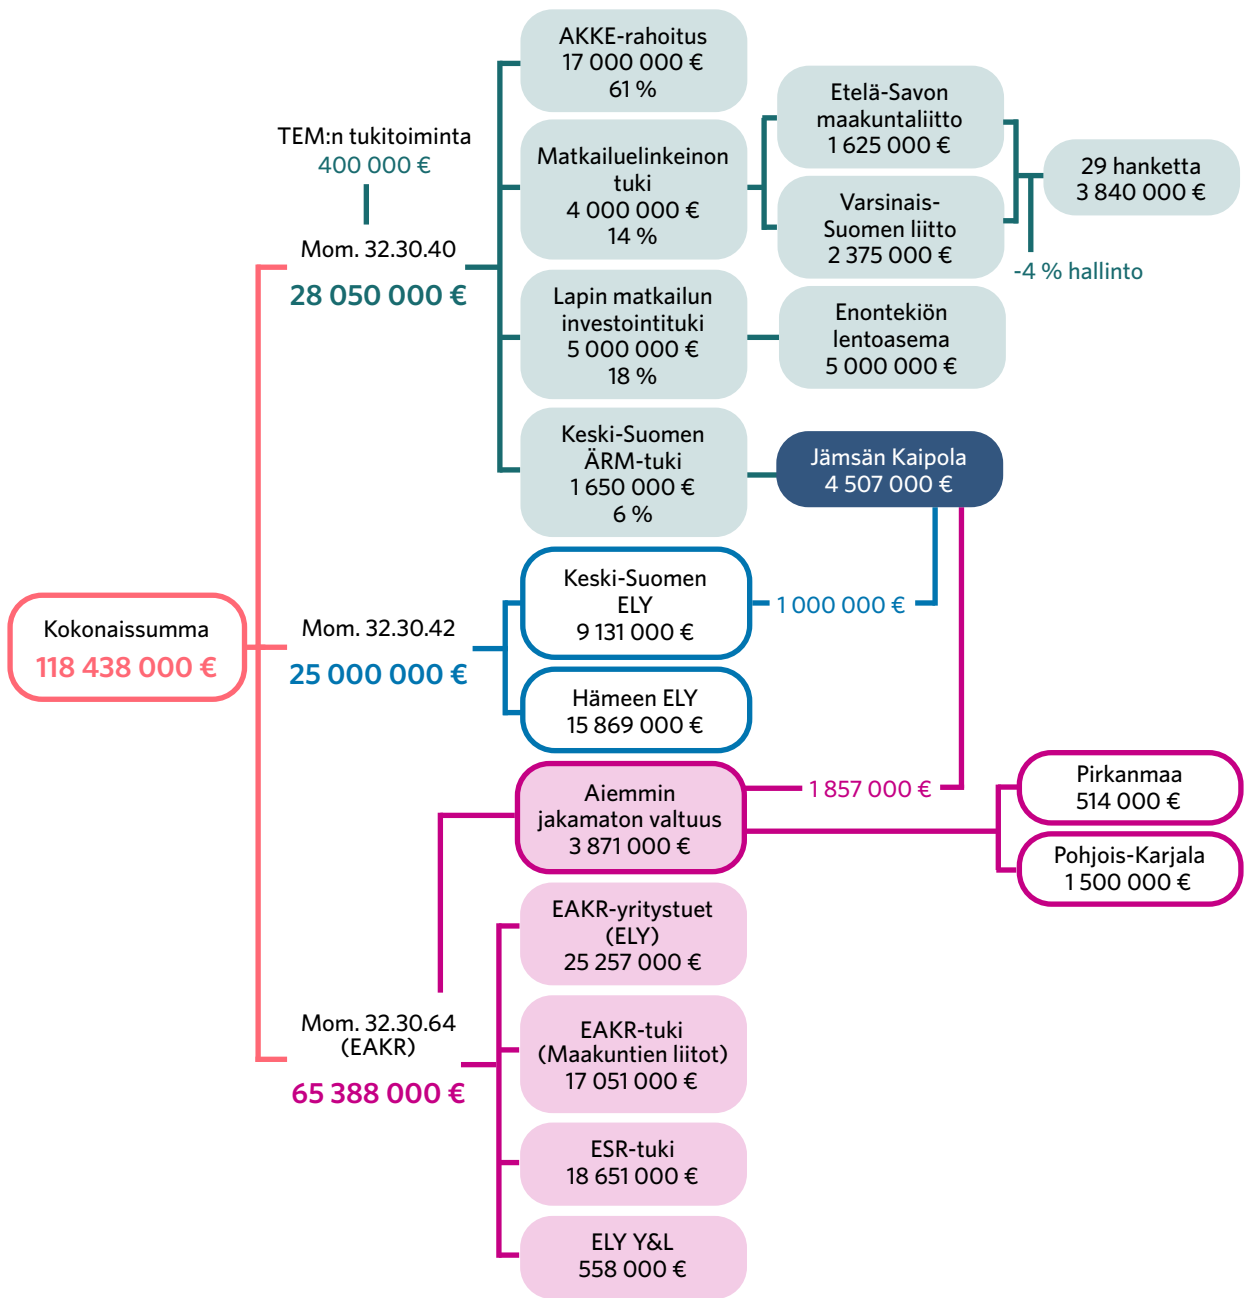 Kokonaissumma
118 438 000 €
TEM:n tukitoiminta
400 000 €
Mom. 32.30.40
28 050 000 €
AKKE-rahoitus
17 000 000 €
61 %
Matkailuelinkeinon
tuki
4 000 000 €
14 %
Etelä-Savon
maakuntaliitto
1 625 000 €
Varsinais-
Suomen liitto
2 375 000 €
29 hanketta
3 840 000 €
-4 % hallinto
Lapin matkailun
investointituki
5 000 000 €
18 %
Enontekiön
lentoasema
5 000 000 €
Keski-Suomen
ÄRM-tuki
1 650 000 €
6 %
Jämsän Kaipola
4 507 000 €
Mom. 32.30.42
25 000 000 €
Keski-Suomen
ELY
9 131 000 €
1 000 000 €
Hämeen ELY
15 869 000 €
Mom. 32.30.64
(EAKR)
65 388 000 €
Aiemmin
jakamaton valtuus
3 871 000 €
1 857 000 €
Pirkanmaa
514 000 €
Pohjois-Karjala
1 500 000 €
EAKR-yritystuet
(ELY)
25 257 000 €
EAKR-tuki
(Maakuntien liitot)
17 051 000 €
ESR-tuki
18 651 000 €
ELY Y&L
558 000 €